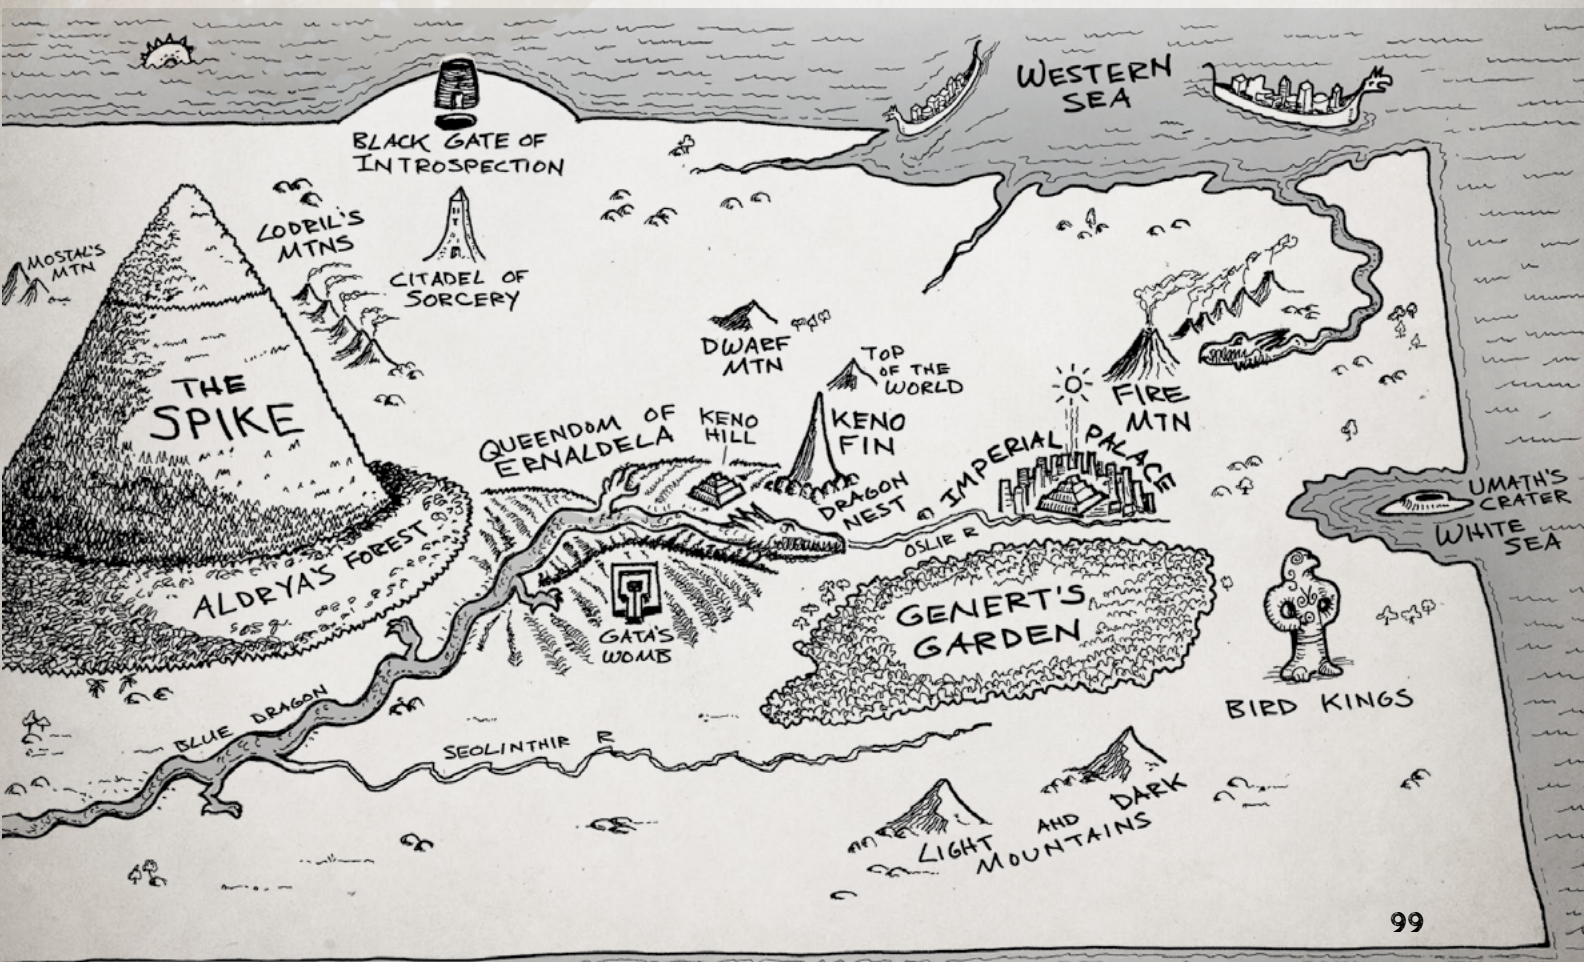 WESTERN
SEA
BLACK GATE OF
INTROSPECTION
LODRIL'S
MTNS
MOSTAL'S
MTN
CITADEL OF
SORCERY
DWARF
MTN
TOP
OF THE
WORLD
FIRE
MTN
THE
SPIKE
QUEENDOM OF
ERNALDELA
KENO
HILL
KENO
FIN
DRAGON
NEST
IMPERIAL PALACE
OSLIR R
UMATH'S
CRATER
WHITE
SEA
ALDRYA'S FOREST
GATA'S
WOMB
GENERT'S
GARDEN
BIRD KINGS
BLUE DRAGON
SEOLINTHIR R
LIGHT AND DARK
MOUNTAINS
99